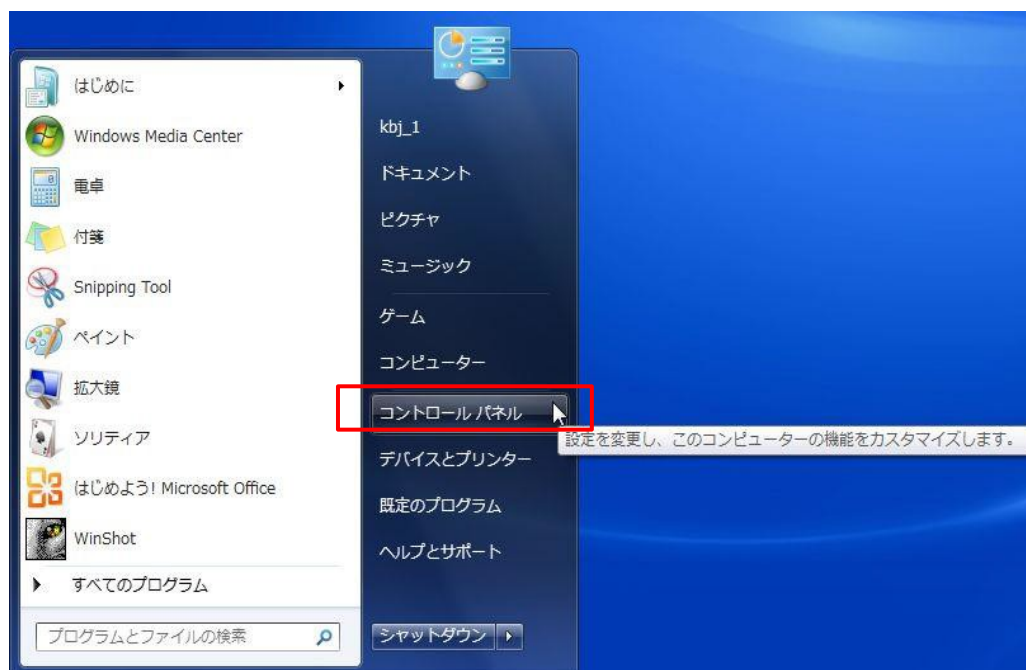 はじめに
Windows Media Center
電卓
付箋
Snipping Tool
ペイント
拡大鏡
ソリティア
はじめよう! Microsoft Office
WinShot
すべてのプログラム
プログラムとファイルの検索
kbj_1
ドキュメント
ピクチャ
ミュージック
ゲーム
コンピューター
コントロール パネル
設定を変更し、このコンピューターの機能をカスタマイズします。
デバイスとプリンター
既定のプログラム
ヘルプとサポート
シャットダウン